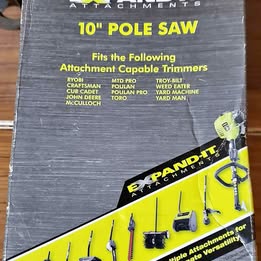 EXPAND-IT
ATTACHMENTS
10" POLE SAW
Fits the Following
Attachment Capable Trimmers
RYOBI MTD PRO TROY-BILT
CRAFTSMAN POULAN WEED EATER
CUB CADET POULAN PRO YARD MACHINE
JOHN DEERE TORO YARD MAN
McCULLOCH
EXPAND-IT
ATTACHMENTS
Multiple Attachments for
Versatility